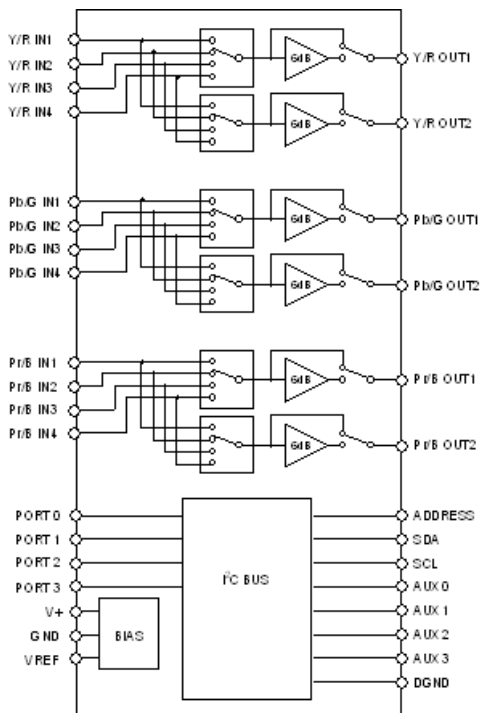 Y/R IN1
Y/R IN2
Y/R IN3
Y/R IN4
6dB
6dB
Y/R OUT1
Y/R OUT2
Pb/G IN1
Pb/G IN2
Pb/G IN3
Pb/G IN4
6dB
6dB
Pb/G OUT1
Pb/G OUT2
Pr/B IN1
Pr/B IN2
Pr/B IN3
Pr/B IN4
6dB
6dB
Pr/B OUT1
Pr/B OUT2
PORT 0
PORT 1
PORT 2
PORT 3
V+
GND
VREF
BIAS
I²C BUS
ADDRESS
SDA
SCL
AUX 0
AUX 1
AUX 2
AUX 3
DGND